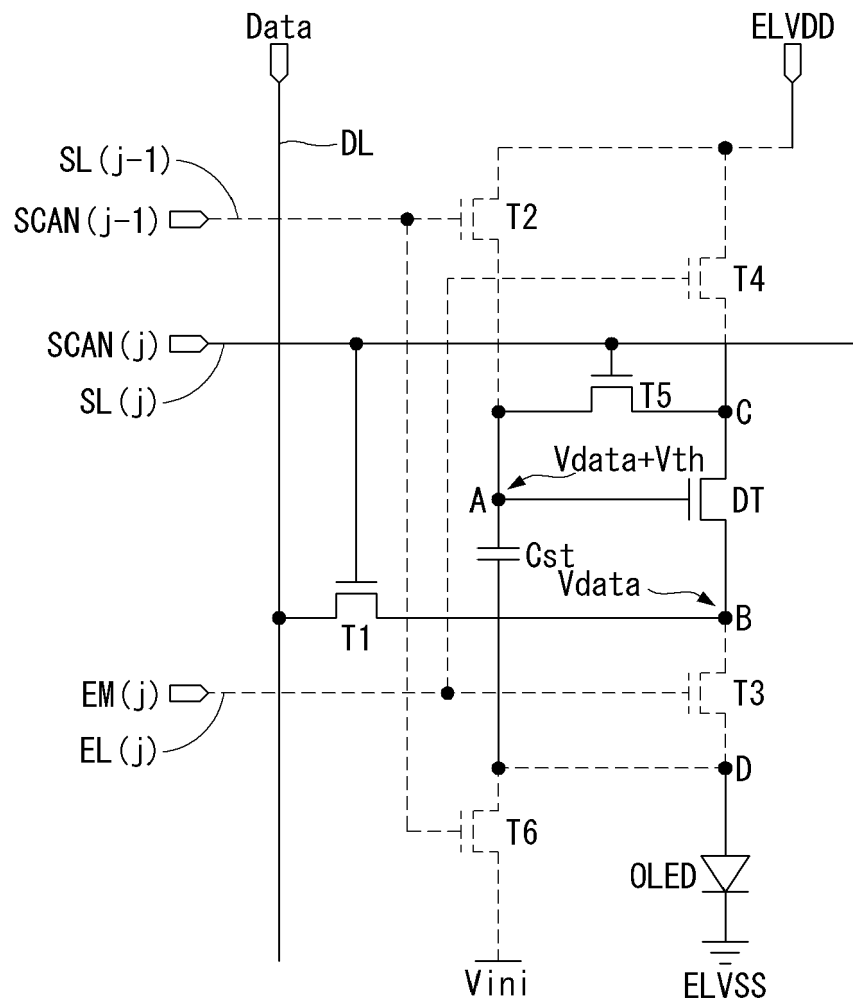 Data
ELVDD
DL
SL(j-1)
SCAN(j-1)
T2
T4
SCAN(j)
SL(j)
T5
C
Vdata+Vth
A
DT
Cst
Vdata
B
T1
EM(j)
T3
EL(j)
D
T6
OLED
Vini
ELVSS